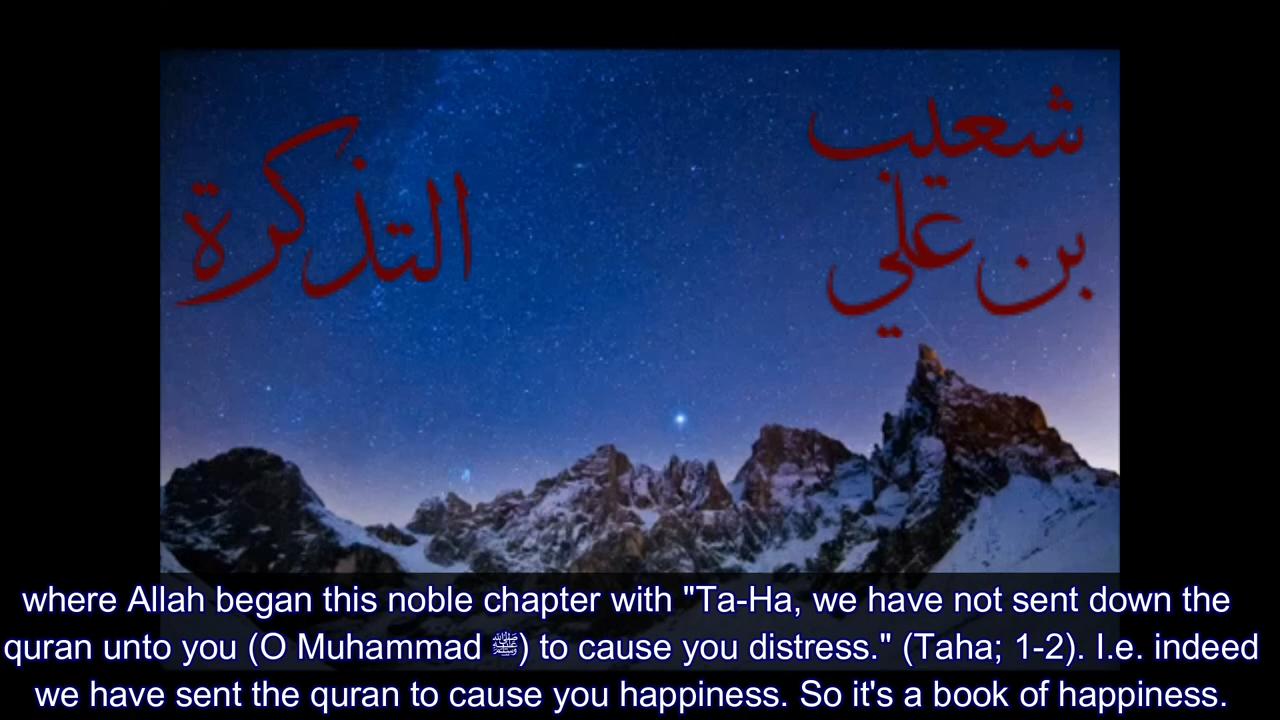 شعيب
بن علي
التذكرة
where Allah began this noble chapter with "Ta-Ha, we have not sent down the
quran unto you (O Muhammad ﷺ) to cause you distress." (Taha; 1-2). I.e. indeed
we have sent the quran to cause you happiness. So it's a book of happiness.